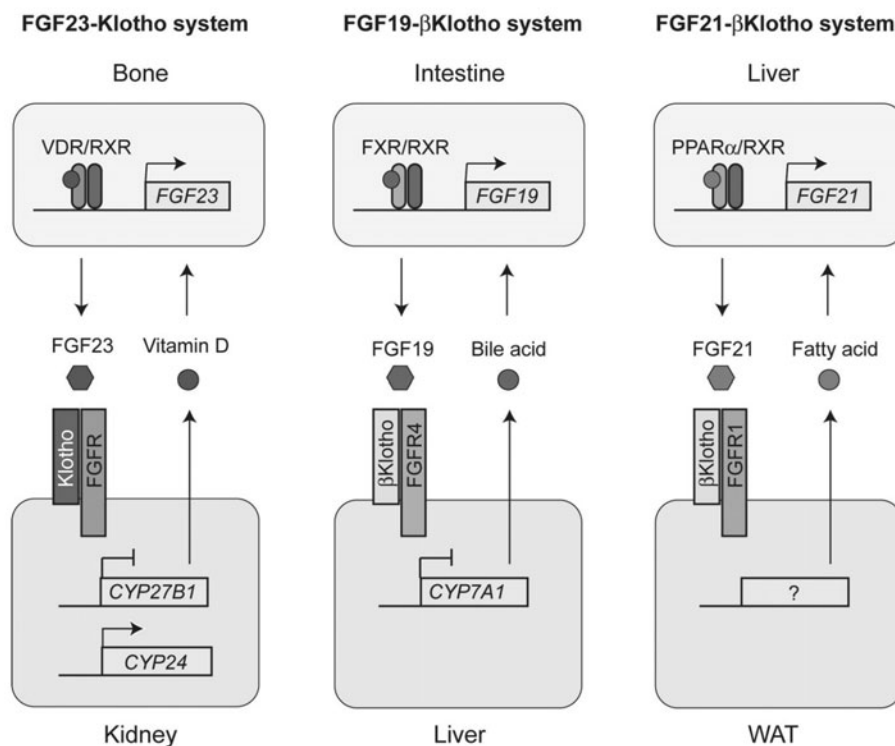 FGF23-Klotho system
Bone
VDR/RXR
FGF23
FGF23
Vitamin D
Klotho
FGFR
CYP27B1
CYP24
Kidney
FGF19-βKlotho system
Intestine
FXR/RXR
FGF19
FGF19
Bile acid
βKlotho
FGFR4
CYP7A1
Liver
FGF21-βKlotho system
Liver
PPARα/RXR
FGF21
FGF21
Fatty acid
βKlotho
FGFR1
?
WAT